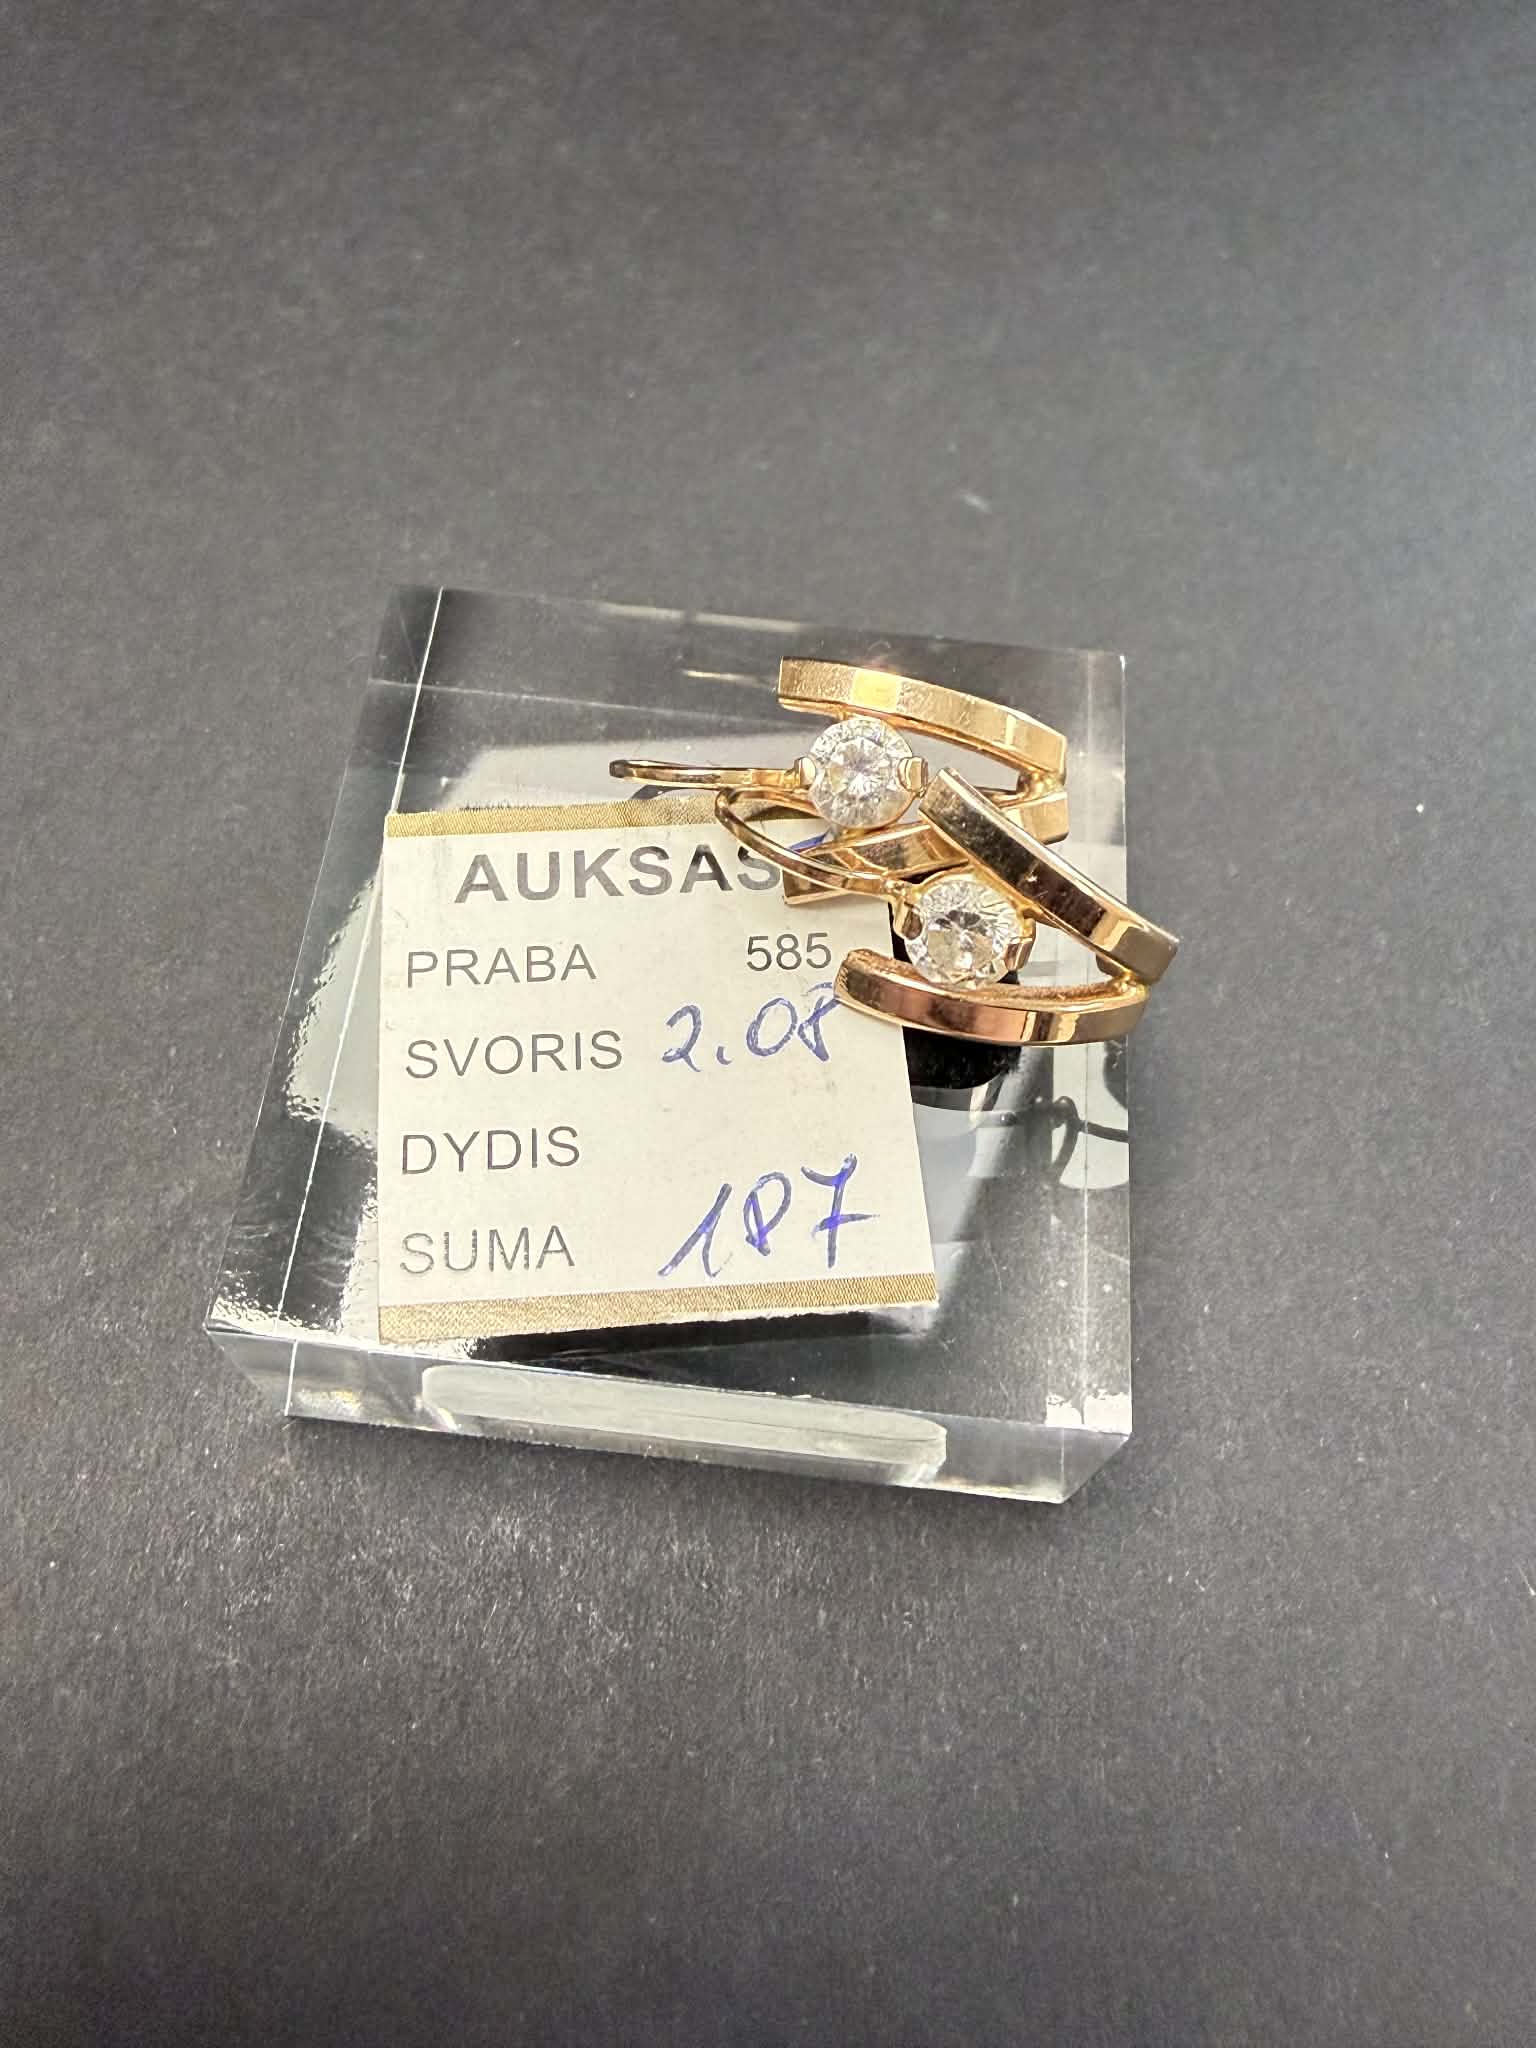 AUKSAS
PRABA 585
SVORIS 2.08
DYDIS
SUMA 187